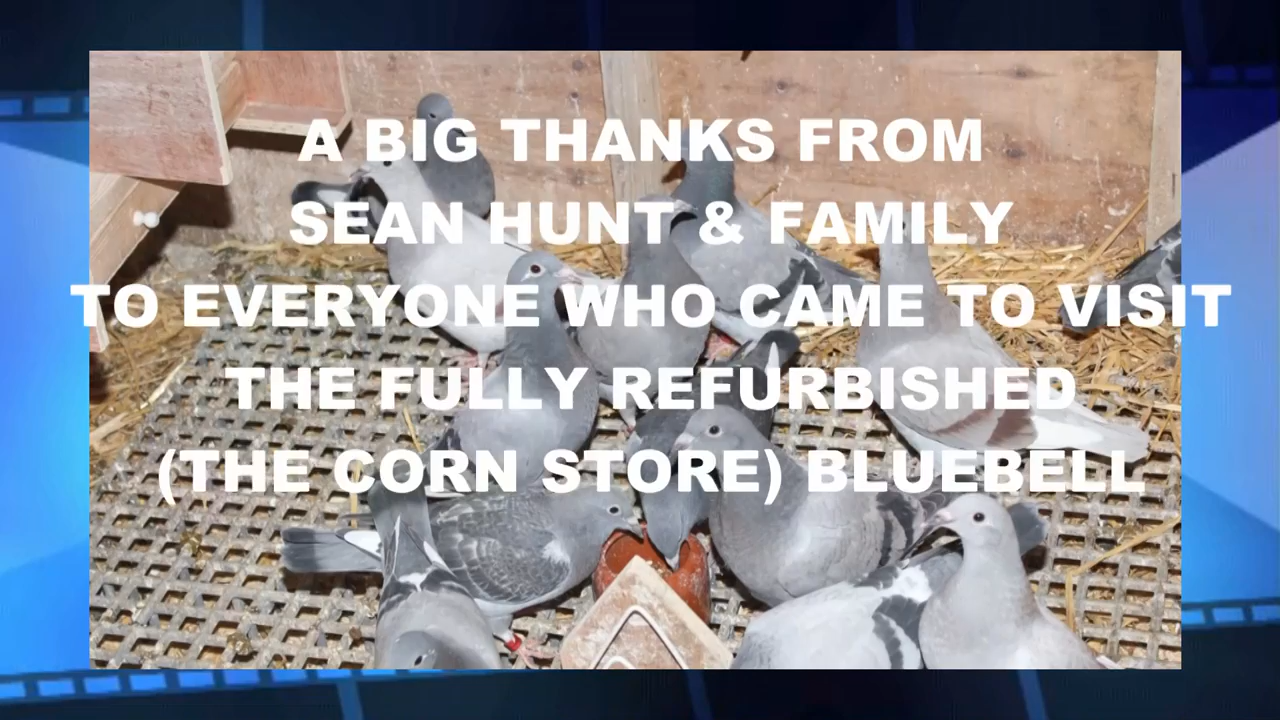 A BIG THANKS FROM
SEAN HUNT & FAMILY
TO EVERYONE WHO CAME TO VISIT
THE FULLY REFURBISHED
(THE CORN STORE) BLUEBELL